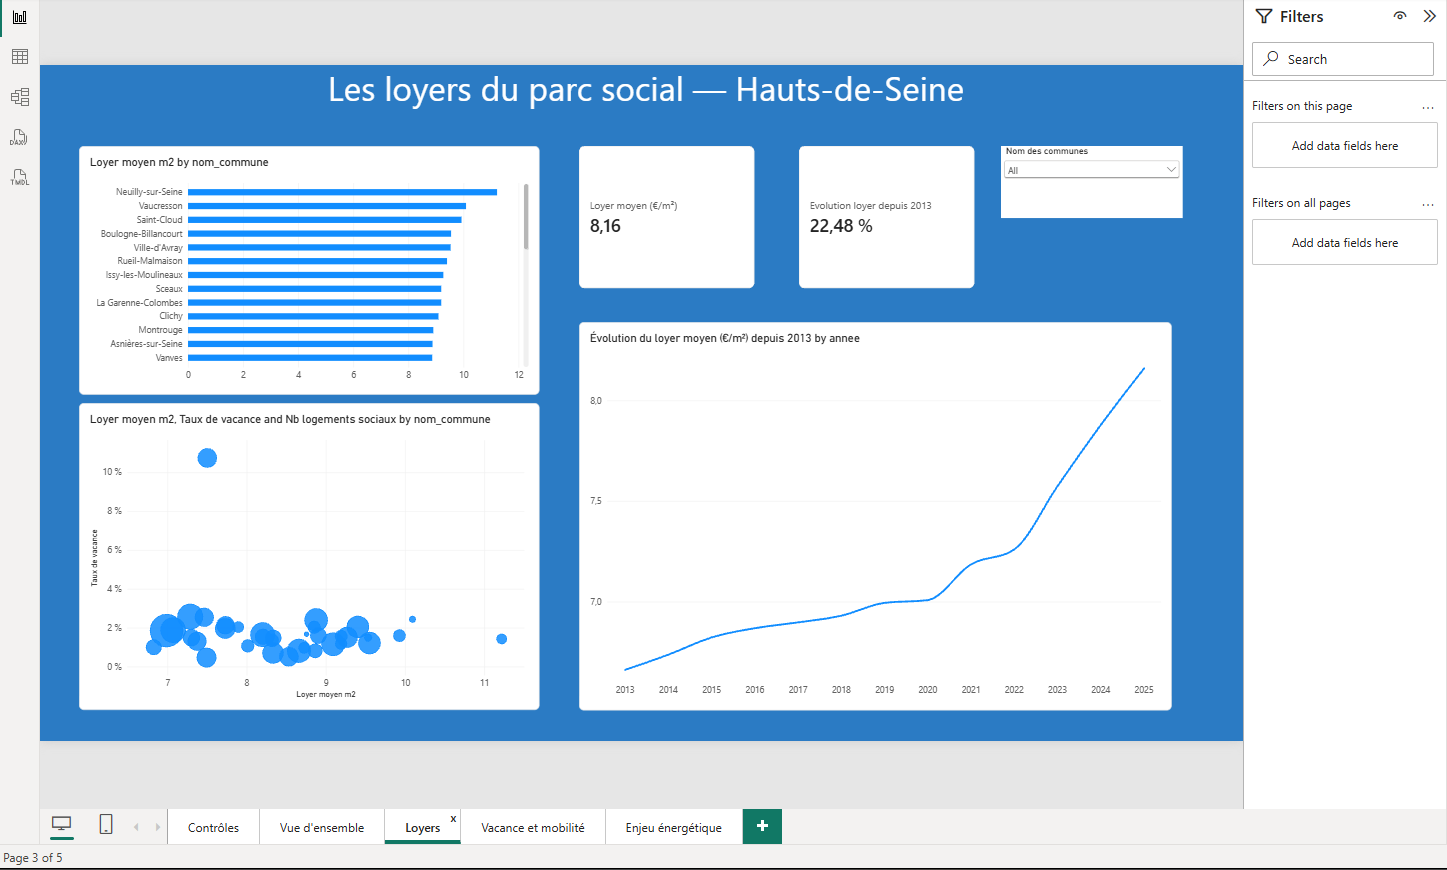 Les loyers du parc social — Hauts-de-Seine
Loyer moyen m2 by nom_commune
Neuilly-sur-Seine
Vaucresson
Saint-Cloud
Boulogne-Billancourt
Ville-d'Avray
Rueil-Malmaison
Issy-les-Moulineaux
Sceaux
La Garenne-Colombes
Clichy
Montrouge
Asnières-sur-Seine
Vanves
0 2 4 6 8 10 12
Loyer moyen (€/m²)
8,16
Evolution loyer depuis 2013
22,48 %
Nom des communes
All
Loyer moyen m2, Taux de vacance and Nb logements sociaux by nom_commune
Taux de vacance
10 %
8 %
6 %
4 %
2 %
0 %
7 8 9 10 11
Loyer moyen m2
Évolution du loyer moyen (€/m²) depuis 2013 by annee
8,0
7,5
7,0
2013 2014 2015 2016 2017 2018 2019 2020 2021 2022 2023 2024 2025
Filters
Search
Filters on this page ...
Add data fields here
Filters on all pages ...
Add data fields here
DAX
TMDL
Contrôles Vue d'ensemble Loyers x Vacance et mobilité Enjeu énergétique +
Page 3 of 5